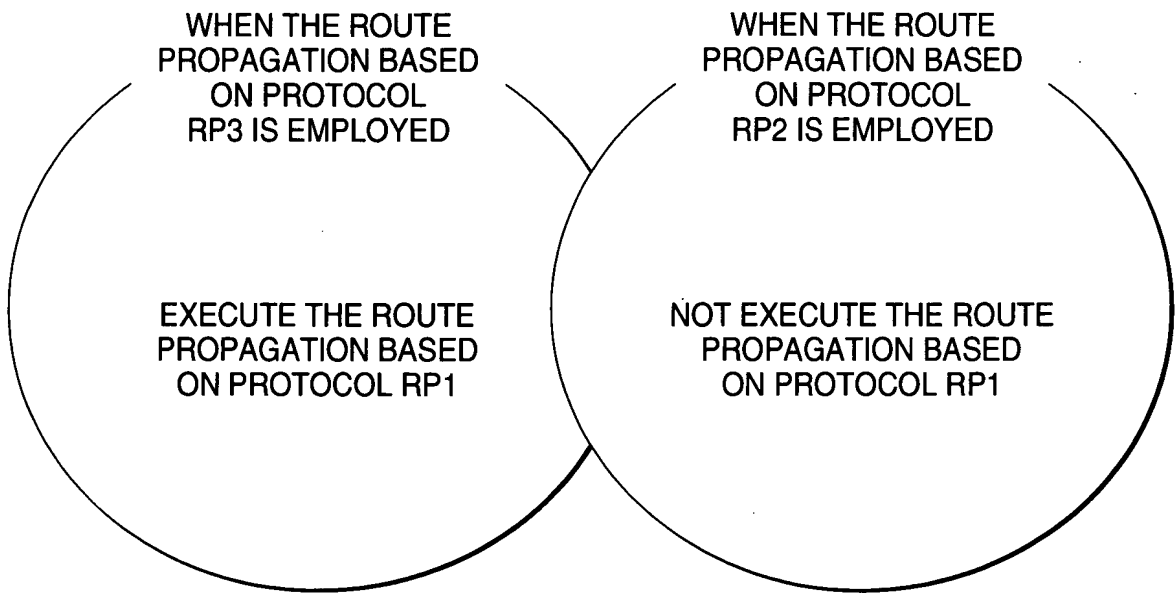 WHEN THE ROUTE
PROPAGATION BASED
ON PROTOCOL
RP3 IS EMPLOYED
EXECUTE THE ROUTE
PROPAGATION BASED
ON PROTOCOL RP1
WHEN THE ROUTE
PROPAGATION BASED
ON PROTOCOL
RP2 IS EMPLOYED
NOT EXECUTE THE ROUTE
PROPAGATION BASED
ON PROTOCOL RP1